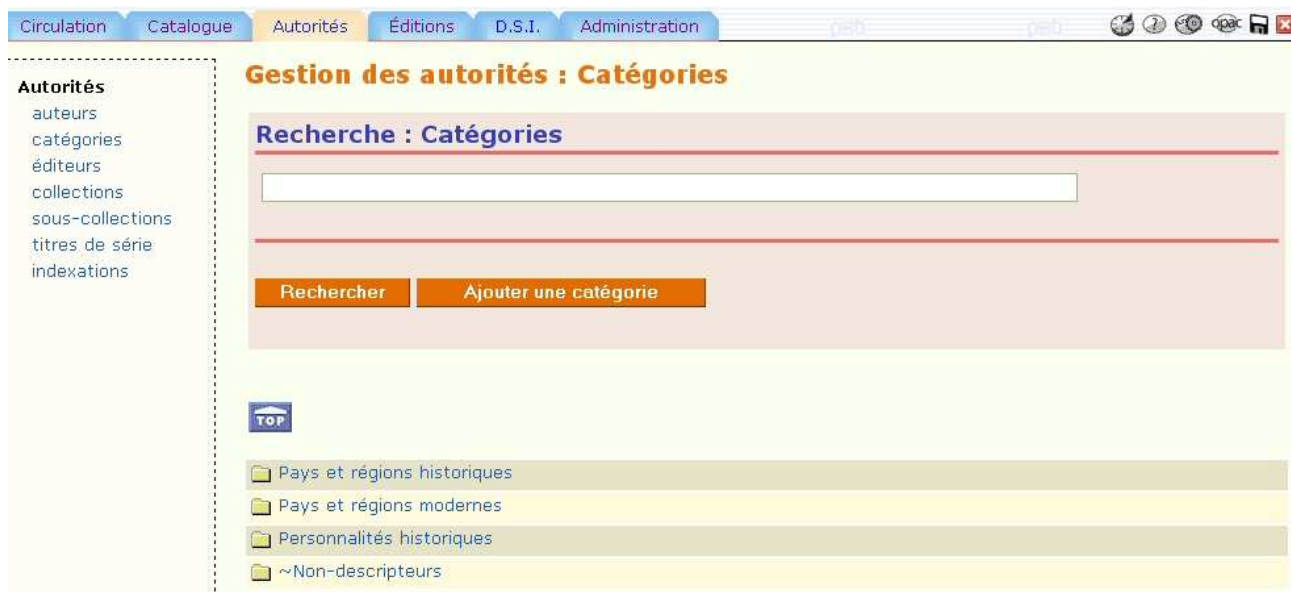 Circulation Catalogue Autorités Éditions D.S.I. Administration opac
Autorités
auteurs
catégories
éditeurs
collections
sous-collections
titres de série
indexations
Gestion des autorités : Catégories
Recherche : Catégories
Rechercher Ajouter une catégorie
TOP
Pays et régions historiques
Pays et régions modernes
Personnalités historiques
~Non-descripteurs